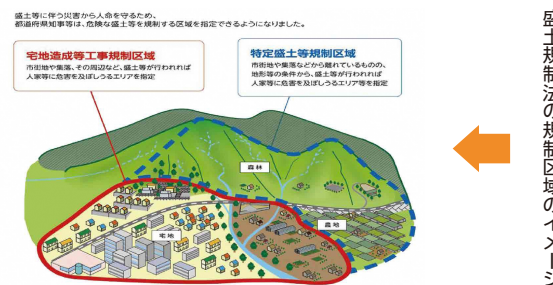 盛土に伴う災害から人命を守るため、
都道府県知事等は、危険な盛土等を規制する区域を指定できるようになりました。
宅地造成等工事規制区域
市街地や集落、その周辺など、盛土等が行われれば
人家等に危害を及ぼしうるエリアを指定
特定盛土等規制区域
市街地や集落などから離れているものの、
地形等の条件から、盛土等が行われれば
人家等に危害を及ぼしうるエリア等を指定
森林
農地
宅地
盛土規制法の規制区域のイメージ